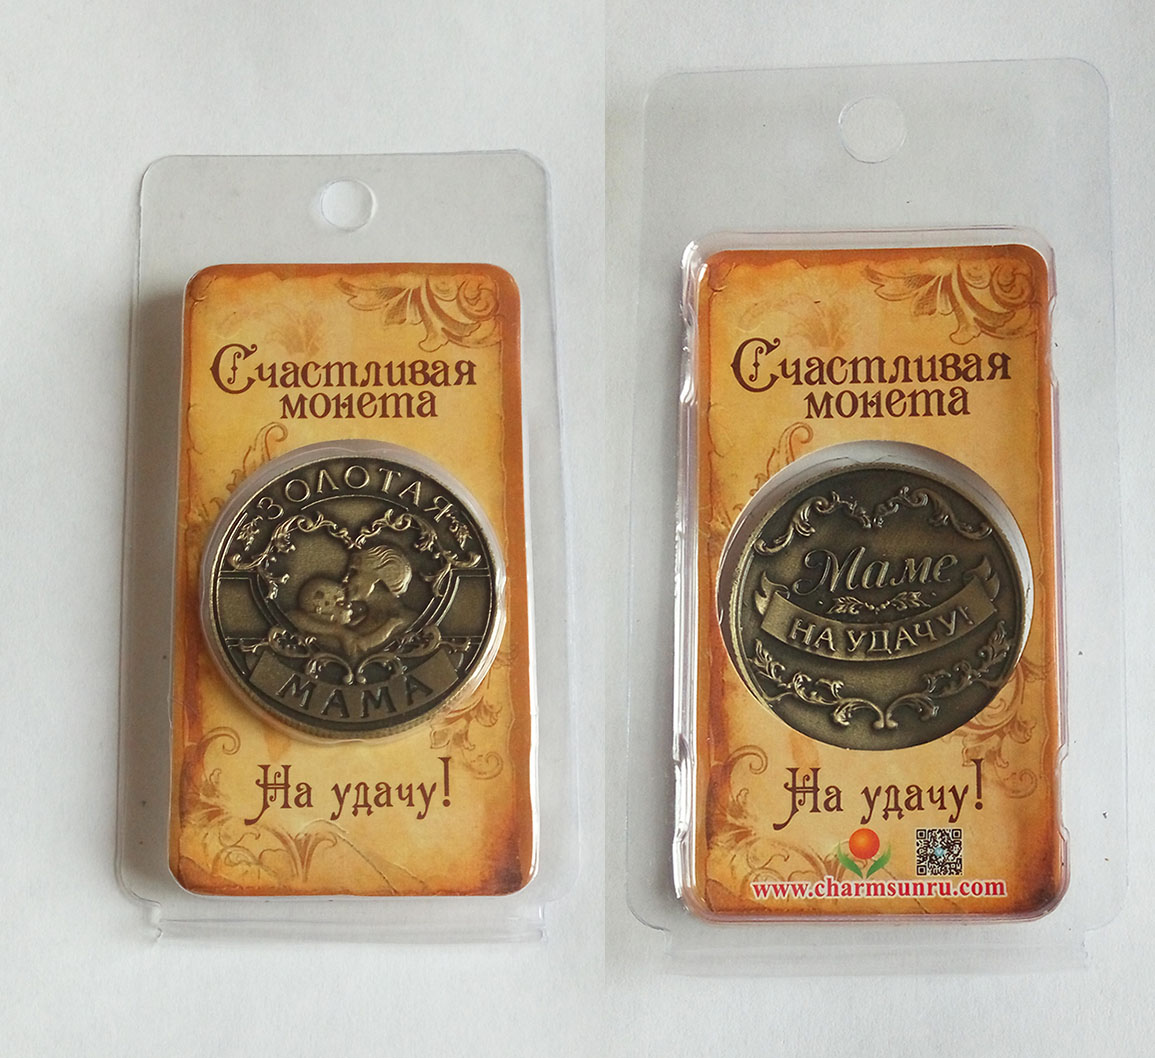 Счастливая
монета
ЗОЛОТАЯ
МАМА
На удачу!
Счастливая
монета
Маме
НА УДАЧУ!
На удачу!
www.charmsunru.com